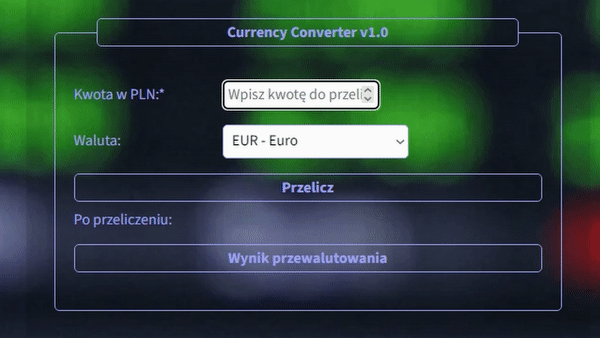 Currency Converter v1.0
Kwota w PLN:*
Wpisz kwotę do przeli
Waluta:
EUR - Euro
Przelicz
Po przeliczeniu:
Wynik przewalutowania